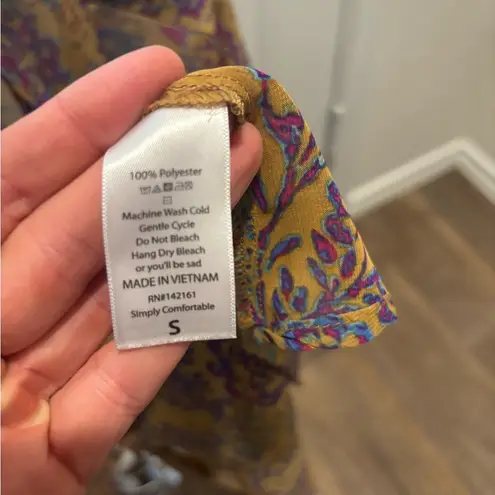 100% Polyester
Machine Wash Cold
Gentle Cycle
Do Not Bleach
Hang Dry Bleach
or you'll be sad
MADE IN VIETNAM
RN#142161
Simply Comfortable
S